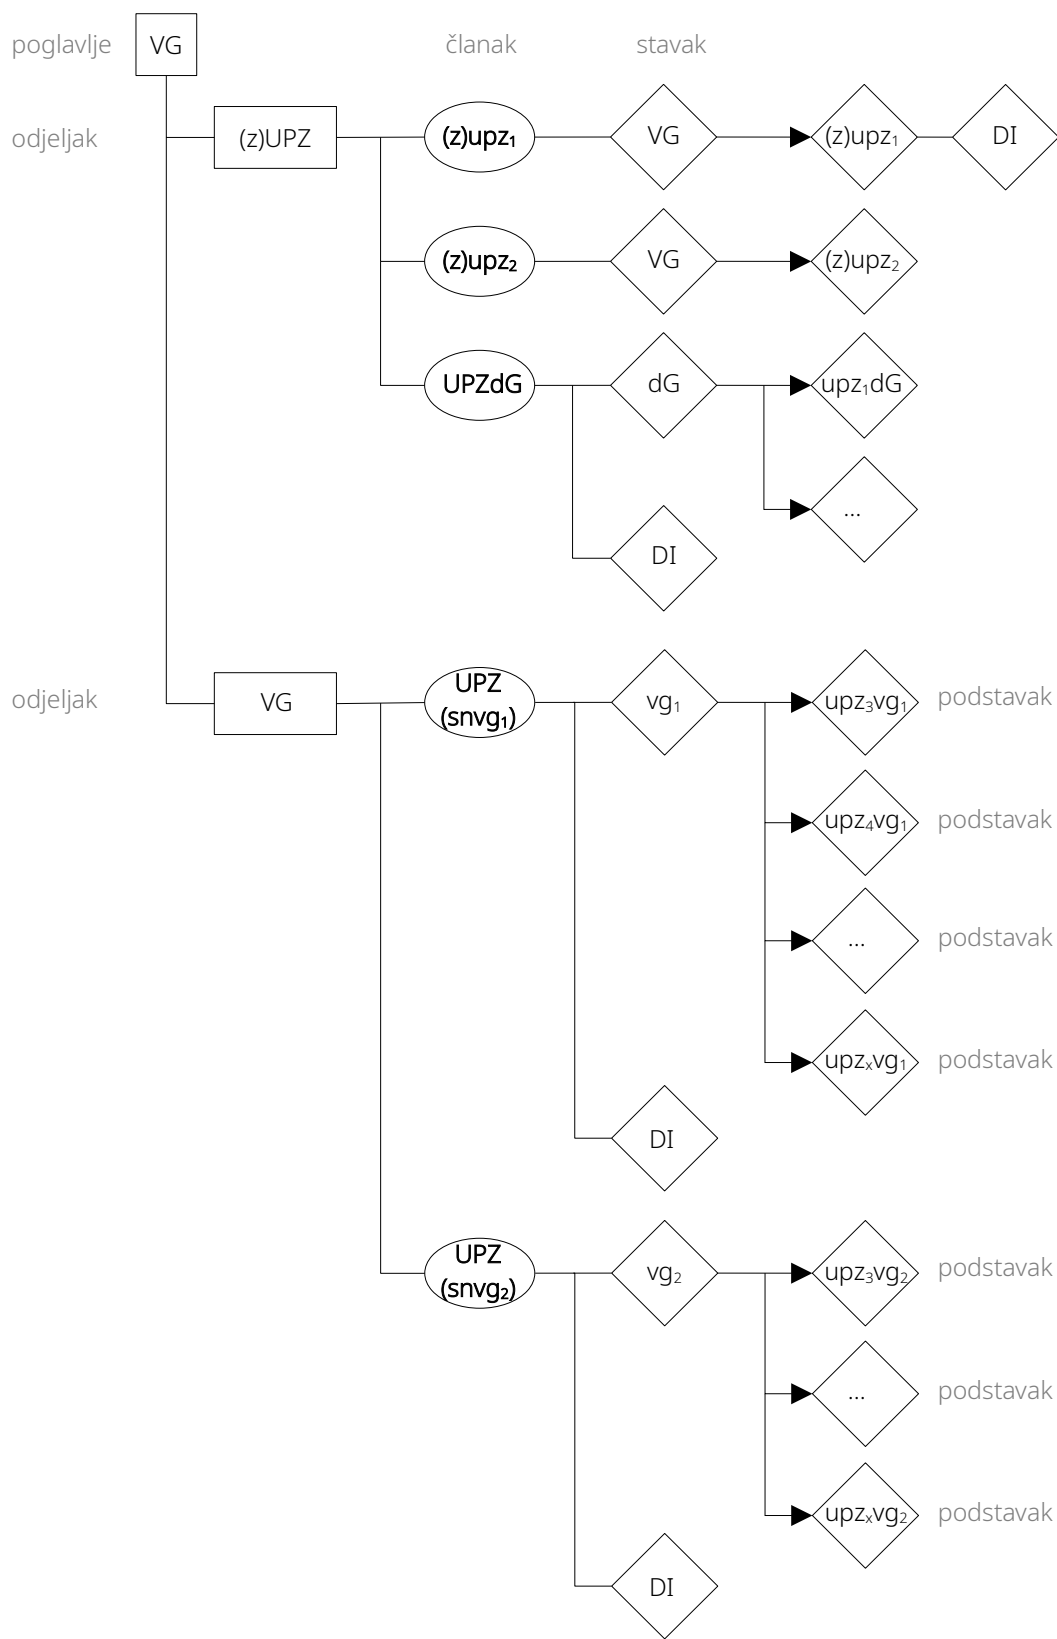 poglavlje VG članak stavak
odjeljak (z)UPZ (z)upz₁ VG (z)upz₁ DI
(z)upz₂ VG (z)upz₂
UPZdG dG upz₁dG
...
DI
odjeljak VG UPZ (snvg₁) vg₁ upz₃vg₁ podstavak
upz₄vg₁ podstavak
... podstavak
upzₓvg₁ podstavak
DI
UPZ (snvg₂) vg₂ upz₃vg₂ podstavak
... podstavak
upzₓvg₂ podstavak
DI